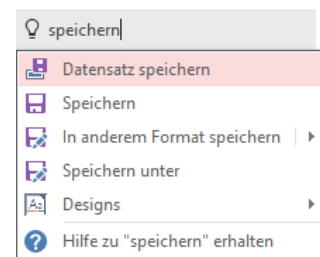 speichern
Datensatz speichern
Speichern
In anderem Format speichern
Speichern unter
Designs
Hilfe zu "speichern" erhalten